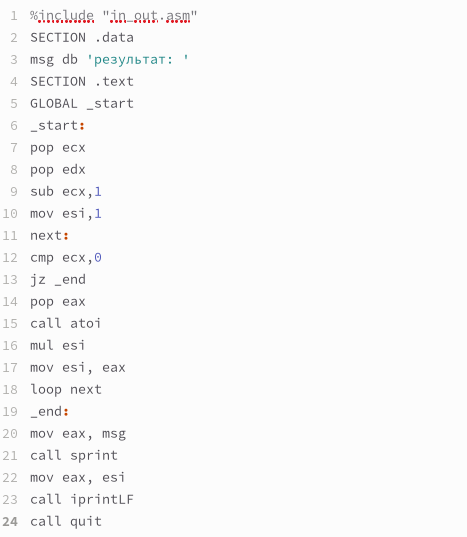 1 %include "in_out.asm"
2 SECTION .data
3 msg db 'результат: '
4 SECTION .text
5 GLOBAL _start
6 _start:
7 pop ecx
8 pop edx
9 sub ecx,1
10 mov esi,1
11 next:
12 cmp ecx,0
13 jz _end
14 pop eax
15 call atoi
16 mul esi
17 mov esi, eax
18 loop next
19 _end:
20 mov eax, msg
21 call sprint
22 mov eax, esi
23 call iprintLF
24 call quit